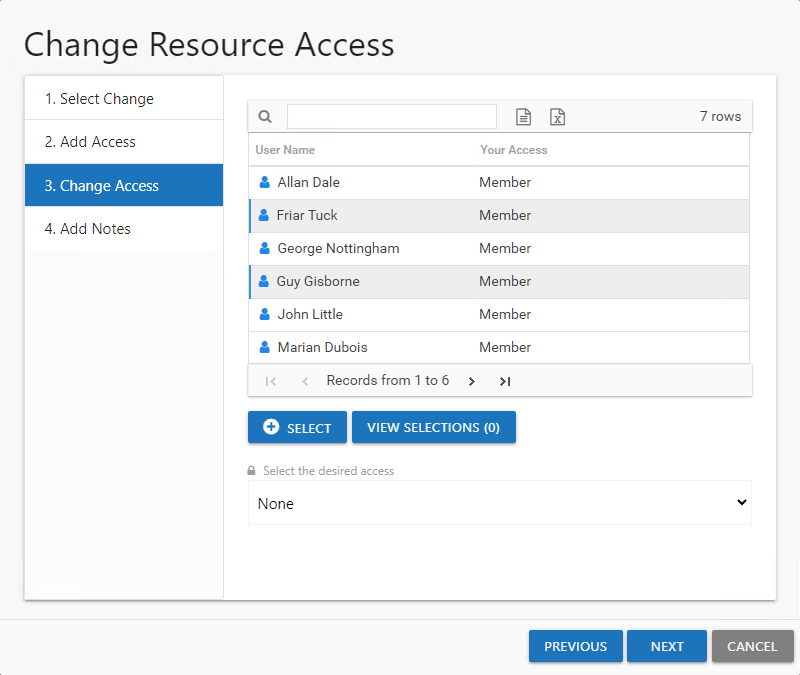 Change Resource Access
1. Select Change
2. Add Access
3. Change Access
4. Add Notes
7 rows
User Name Your Access
Allan Dale Member
Friar Tuck Member
George Nottingham Member
Guy Gisborne Member
John Little Member
Marian Dubois Member
Records from 1 to 6
SELECT VIEW SELECTIONS (0)
Select the desired access
None
PREVIOUS NEXT CANCEL